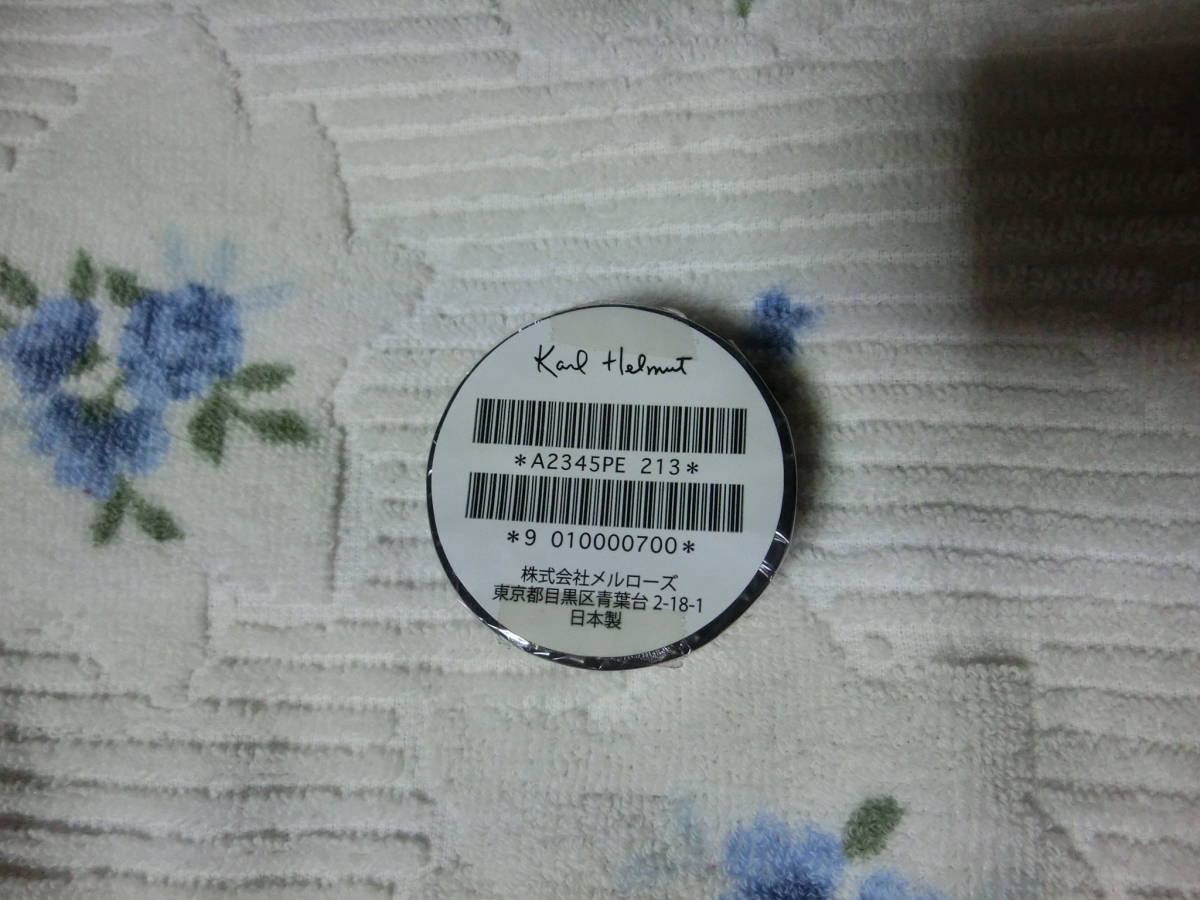 Karl Helmut
*A2345PE 213*
*9 010000700*
株式会社メルローズ
東京都目黒区青葉台 2-18-1
日本製